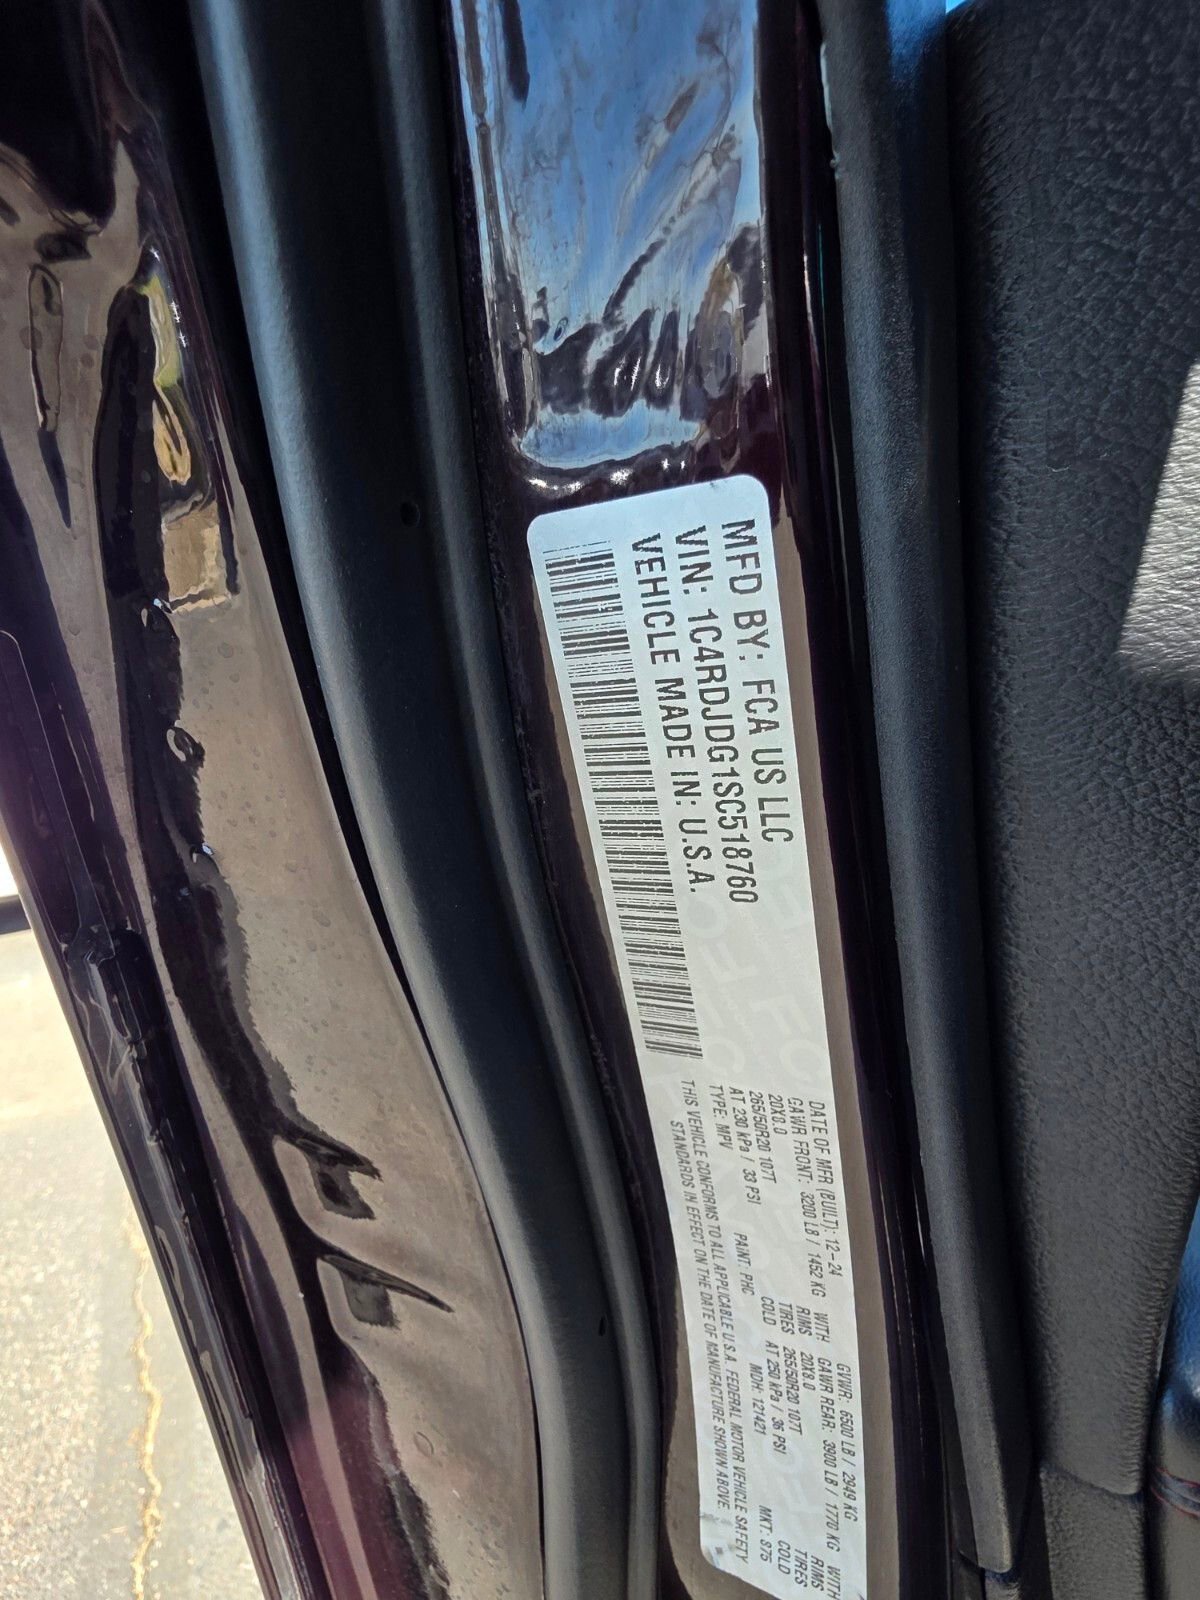 MFD BY: FCA US LLC
VIN: 1C4RDJDG1SC518760
VEHICLE MADE IN: U.S.A.
DATE OF MFR (BUILT): 12-24 GVWR: 6500 LB / 2949 KG
GAWR FRONT: 3200 LB / 1452 KG WITH GAWR REAR: 3900 LB / 1770 KG WITH
20X8.0 RIMS 20X8.0 RIMS
265/50R20 107T TIRES 265/50R20 107T TIRES
AT 230 kPa / 33 PSI COLD AT 250 kPa / 36 PSI COLD
TYPE: MPV PAINT: PHC MDH: 121421 MKT: S75
THIS VEHICLE CONFORMS TO ALL APPLICABLE U.S.A. FEDERAL MOTOR VEHICLE SAFETY
STANDARDS IN EFFECT ON THE DATE OF MANUFACTURE SHOWN ABOVE.